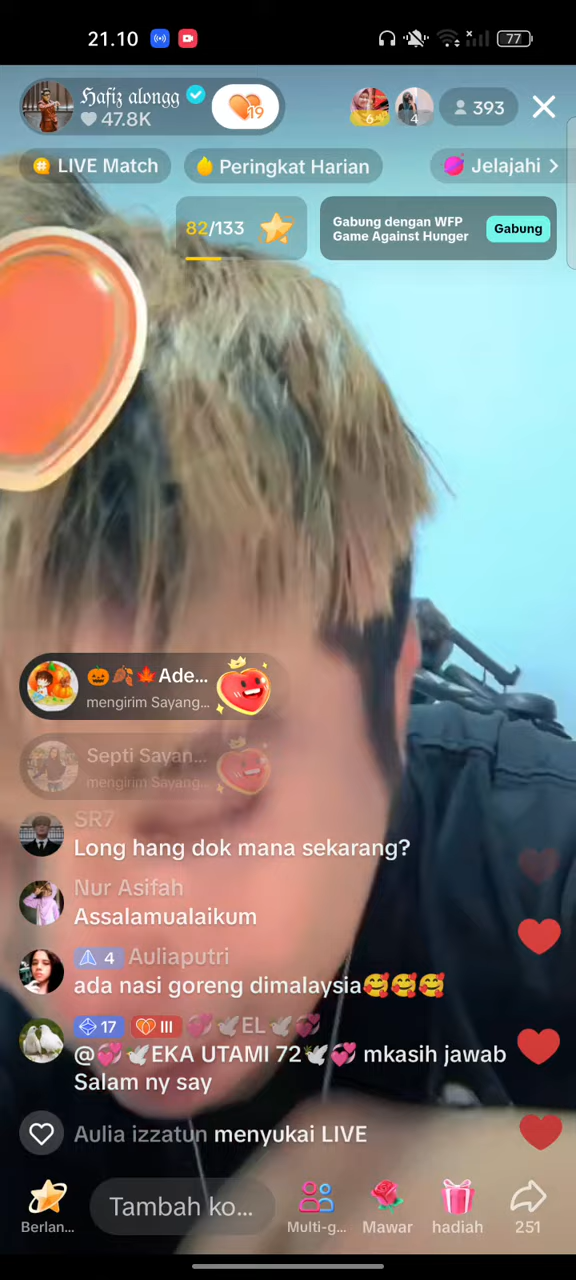 21.10
77
ℌafiz alongg
47.8K
19
6
4
393
LIVE Match
Peringkat Harian
Jelajahi
82/133
Gabung dengan WFP
Game Against Hunger
Gabung
Ade...
mengirim Sayang...
Septi Sayan...
mengirim Sayang...
SR7
Long hang dok mana sekarang?
Nur Asifah
Assalamualaikum
4 Auliaputri
ada nasi goreng dimalaysia🥰🥰🥰
17 III 💞🕊EL🕊💞
@💞🕊EKA UTAMI 72🕊💞 mkasih jawab
Salam ny say
Aulia izzatun menyukai LIVE
Berlan...
Tambah ko...
Multi-g...
Mawar
hadiah
251